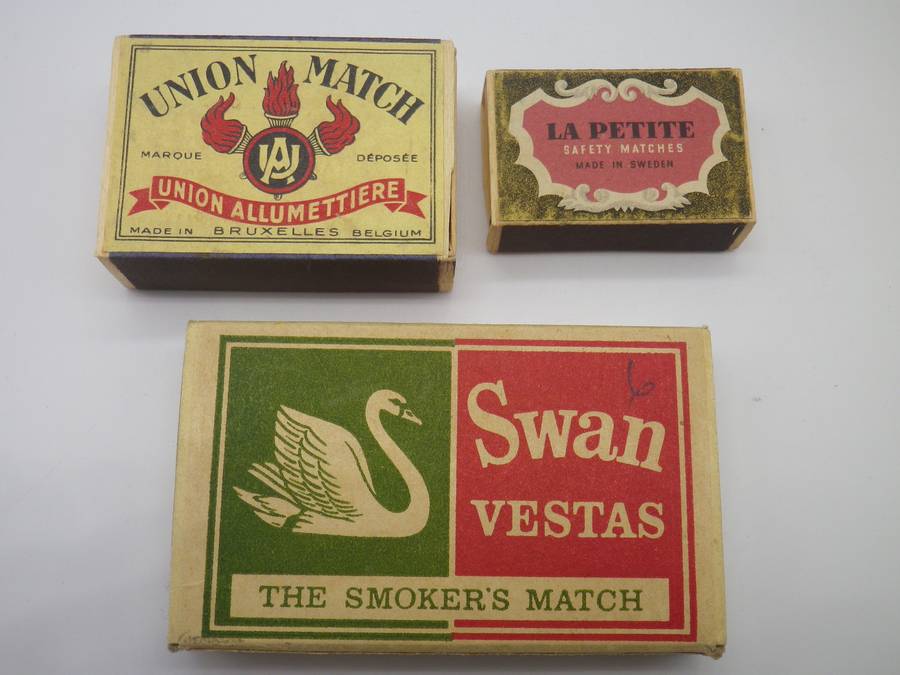 UNION MATCH
UA
MARQUE DÉPOSÉE
UNION ALLUMETTIERE
MADE IN BRUXELLES BELGIUM
LA PETITE
SAFETY MATCHES
MADE IN SWEDEN
6
Swan
VESTAS
THE SMOKER'S MATCH